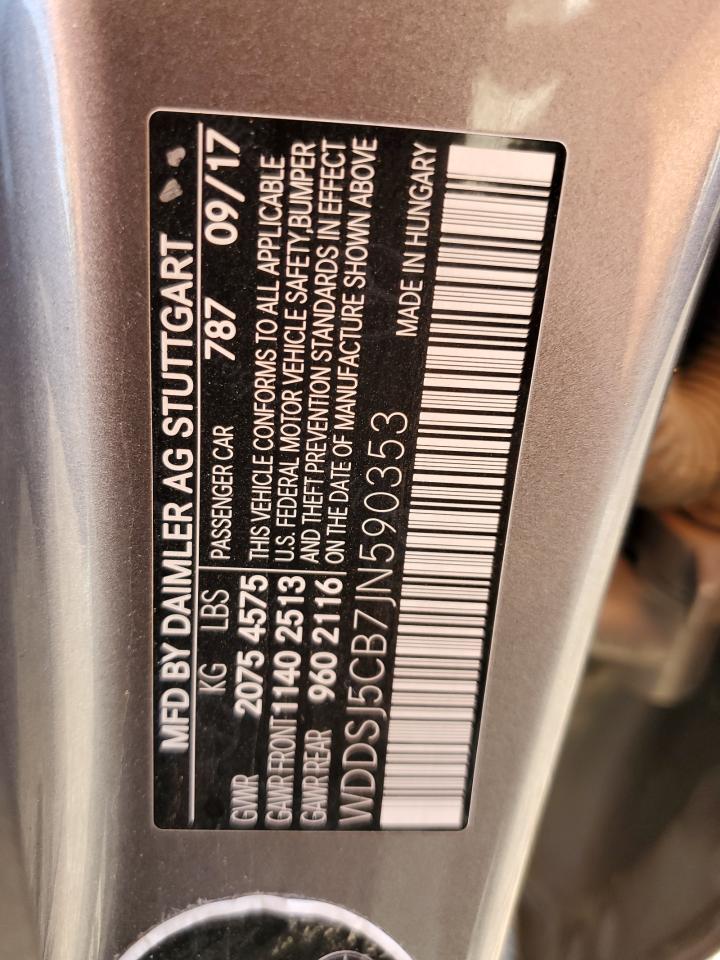 MFD BY DAIMLER AG STUTTGART
KG LBS PASSENGER CAR 787 09/17
GVWR 2075 4575 THIS VEHICLE CONFORMS TO ALL APPLICABLE
GAWR FRONT 1140 2513 U.S. FEDERAL MOTOR VEHICLE SAFETY,BUMPER
GAWR REAR 960 2116 AND THEFT PREVENTION STANDARDS IN EFFECT
ON THE DATE OF MANUFACTURE SHOWN ABOVE
WDDSJ5CB7JN590353 MADE IN HUNGARY